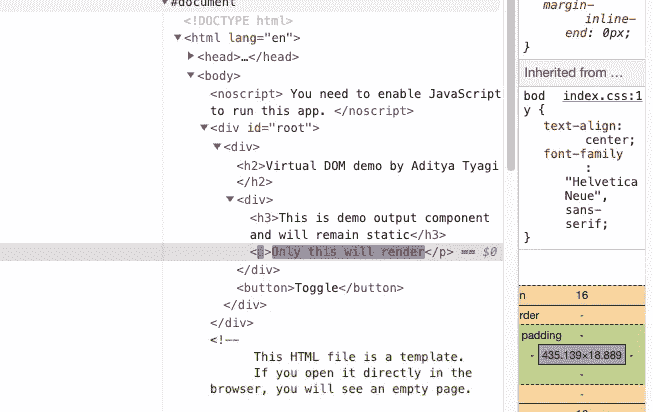 #document
<!DOCTYPE html>
<html lang="en">
<head>…</head>
<body>
<noscript> You need to enable JavaScript
to run this app. </noscript>
<div id="root">
<div>
<h2>Virtual DOM demo by Aditya Tyagi
</h2>
<div>
<h3>This is demo output component
and will remain static</h3>
<p>Only this will render</p> == $0
</div>
<button>Toggle</button>
</div>
</div>
<!--
This HTML file is a template.
If you open it directly in the
browser, you will see an empty page.
margin-
inline-
end: 0px;
}
Inherited from …
bod index.css:1
y {
text-align:
center;
font-family
:
"Helvetica
Neue",
sans-
serif;
}
n 16
rder -
padding -
- 435.139×18.889 -
-
-